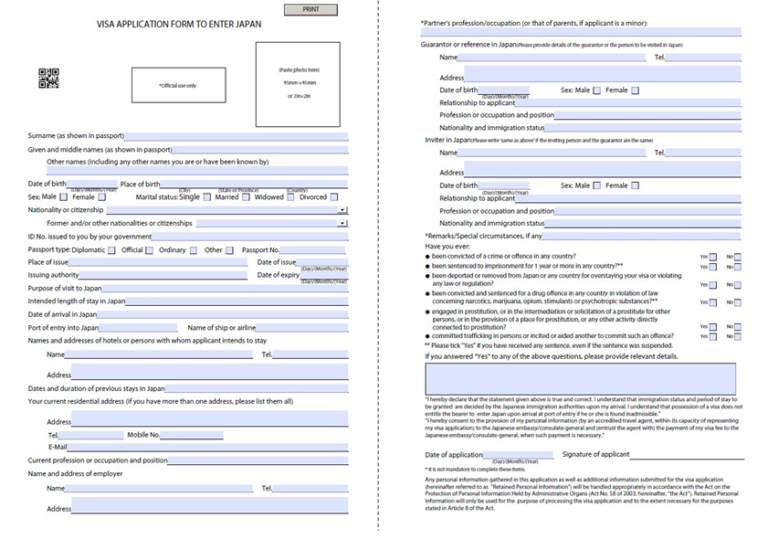 PRINT
VISA APPLICATION FORM TO ENTER JAPAN
*Official use only
(Paste photo here)
45mm×45mm
or 2in×2in
Surname (as shown in passport)
Given and middle names (as shown in passport)
Other names (including any other names you are or have been known by)
Date of birth Place of birth
(Day)/(Month)/(Year) (City) (State or Province) (Country)
Sex: Male Female Marital status: Single Married Widowed Divorced
Nationality or citizenship
Former and/or other nationalities or citizenships
ID No. issued to you by your government
Passport type: Diplomatic Official Ordinary Other Passport No.
Place of issue Date of issue
(Day)/(Month)/(Year)
Issuing authority Date of expiry
(Day)/(Month)/(Year)
Purpose of visit to Japan
Intended length of stay in Japan
Date of arrival in Japan
Port of entry into Japan Name of ship or airline
Names and addresses of hotels or persons with whom applicant intends to stay
Name Tel.
Address
Dates and duration of previous stays in Japan
Your current residential address (if you have more than one address, please list them all)
Address
Tel. Mobile No.
E-Mail
Current profession or occupation and position
Name and address of employer
Name Tel.
Address
*Partner's profession/occupation (or that of parents, if applicant is a minor):
Guarantor or reference in Japan(Please provide details of the guarantor or the person to be visited in Japan)
Name Tel.
Address
Date of birth Sex: Male Female
(Day)/(Month)/(Year)
Relationship to applicant
Profession or occupation and position
Nationality and immigration status
Inviter in Japan(Please write 'same as above' if the inviting person and the guarantor are the same)
Name Tel.
Address
Date of birth Sex: Male Female
(Day)/(Month)/(Year)
Relationship to applicant
Profession or occupation and position
Nationality and immigration status
*Remarks/Special circumstances, if any
Have you ever:
● been convicted of a crime or offence in any country? Yes No
● been sentenced to imprisonment for 1 year or more in any country?** Yes No
● been deported or removed from Japan or any country for overstaying your visa or violating
any law or regulation? Yes No
● been convicted and sentenced for a drug offence in any country in violation of law
concerning narcotics, marijuana, opium, stimulants or psychotropic substances?** Yes No
● engaged in prostitution, or in the intermediation or solicitation of a prostitute for other
persons, or in the provision of a place for prostitution, or any other activity directly
connected to prostitution? Yes No
● committed trafficking in persons or incited or aided another to commit such an offence? Yes No
** Please tick "Yes" if you have received any sentence, even if the sentence was suspended.
If you answered "Yes" to any of the above questions, please provide relevant details.
"I hereby declare that the statement given above is true and correct. I understand that immigration status and period of stay to
be granted are decided by the Japanese immigration authorities upon my arrival. I understand that possession of a visa does not
entitle the bearer to enter Japan upon arrival at port of entry if he or she is found inadmissible."
"I hereby consent to the provision of my personal information (by an accredited travel agent, within its capacity of representing
my visa application) to the Japanese embassy/consulate-general and (entrust the agent with) the payment of my visa fee to the
Japanese embassy/consulate-general, when such payment is necessary."
Date of application Signature of applicant
(Day)/(Month)/(Year)
* It is not mandatory to complete these items.
Any personal information gathered in this application as well as additional information submitted for the visa application
(hereinafter referred to as "Retained Personal Information") will be handled appropriately in accordance with the Act on the
Protection of Personal Information Held by Administrative Organs (Act No. 58 of 2003, hereinafter, "the Act"). Retained Personal
Information will only be used for the purpose of processing the visa application and to the extent necessary for the purposes
stated in Article 8 of the Act.